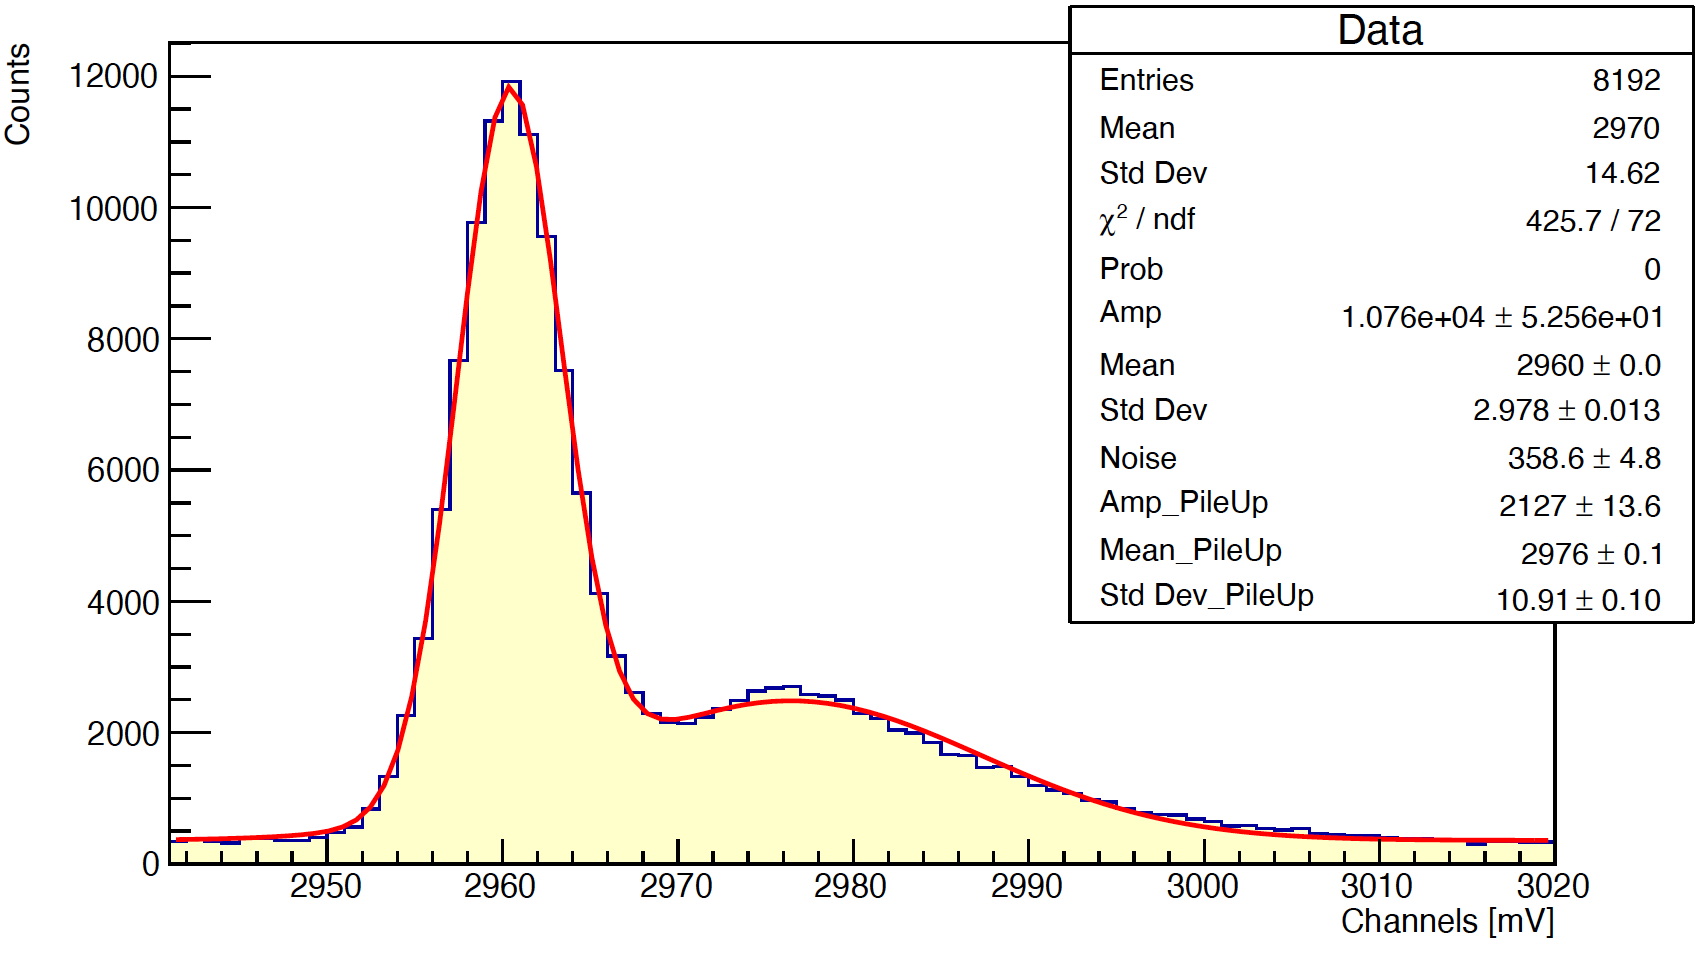 Data
Entries 8192
Mean 2970
Std Dev 14.62
χ² / ndf 425.7 / 72
Prob 0
Amp 1.076e+04 ± 5.256e+01
Mean 2960 ± 0.0
Std Dev 2.978 ± 0.013
Noise 358.6 ± 4.8
Amp_PileUp 2127 ± 13.6
Mean_PileUp 2976 ± 0.1
Std Dev_PileUp 10.91 ± 0.10
Counts
12000
10000
8000
6000
4000
2000
0
2950 2960 2970 2980 2990 3000 3010 3020
Channels [mV]